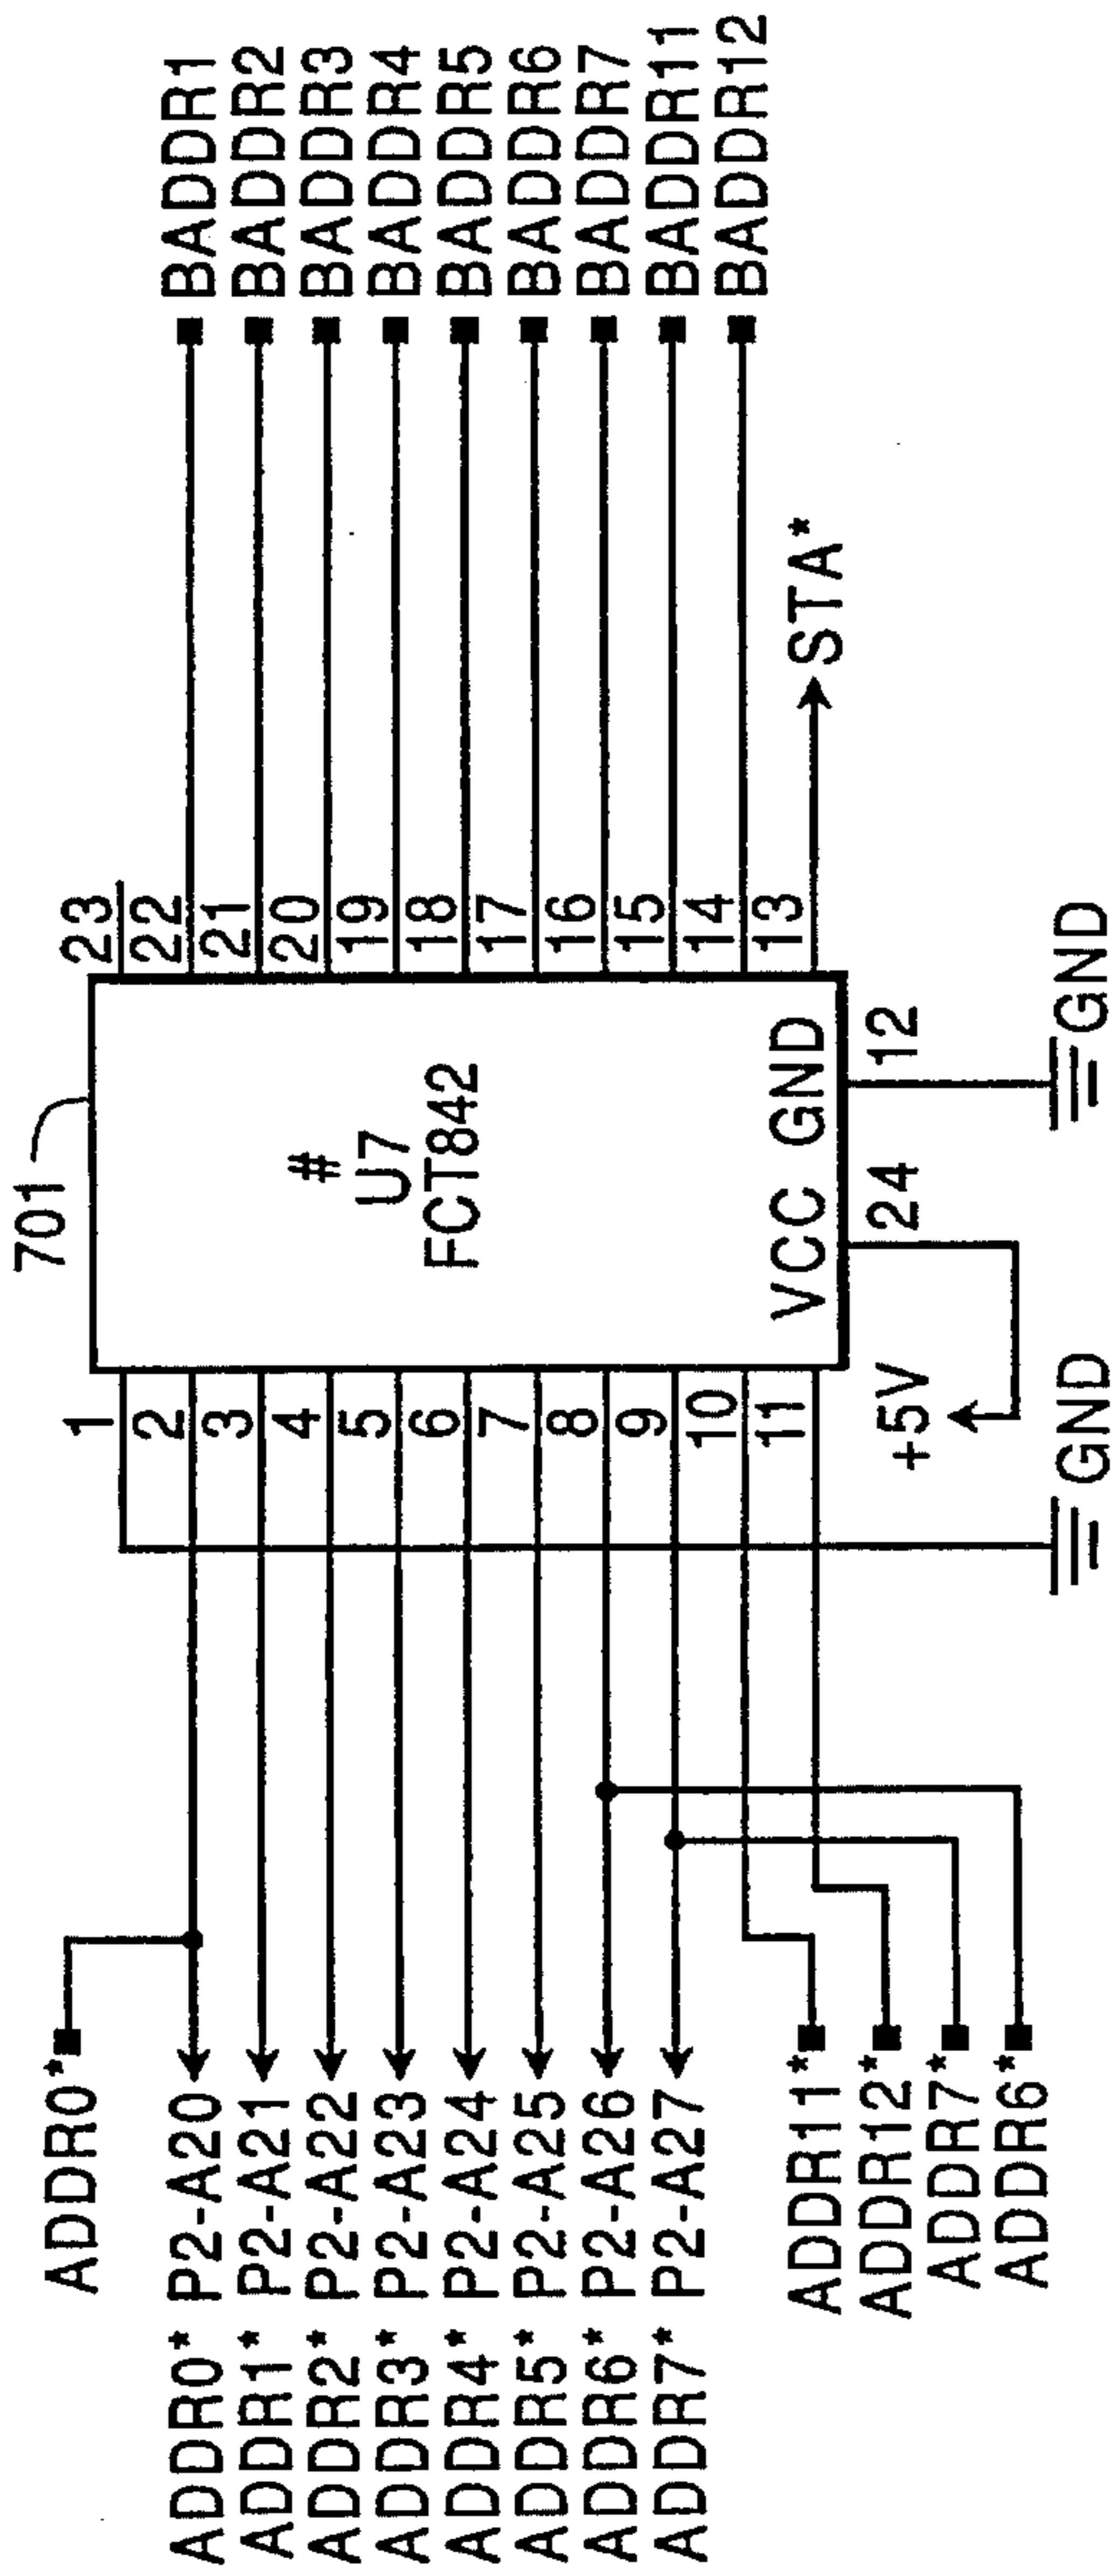 701
ADDR0*
ADDR0* P2-A20
ADDR1* P2-A21
ADDR2* P2-A22
ADDR3* P2-A23
ADDR4* P2-A24
ADDR5* P2-A25
ADDR6* P2-A26
ADDR7* P2-A27
ADDR11*
ADDR12*
ADDR7*
ADDR6*
1
2
3
4
5
6
7
8
9
10
11
#
U7
FCT842
VCC GND
23
22
21
20
19
18
17
16
15
14
13
BADDR1
BADDR2
BADDR3
BADDR4
BADDR5
BADDR6
BADDR7
BADDR11
BADDR12
STA*
24
12
+5V
GND
GND